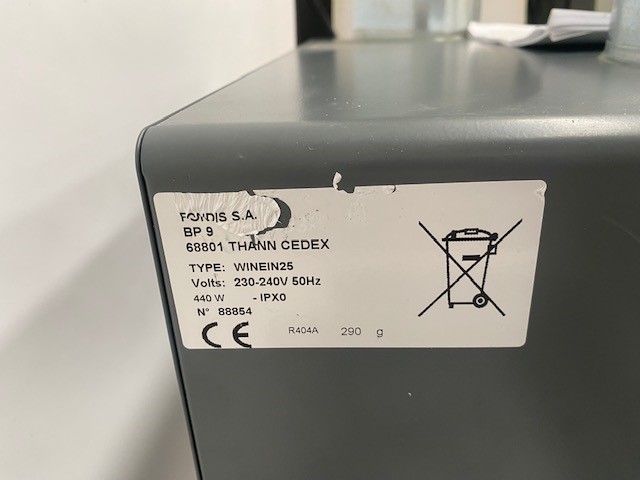 FONDIS S.A.
BP 9
68801 THANN CEDEX
TYPE: WINEIN25
Volts: 230-240V 50Hz
440 W - IPX0
N° 88854
CE R404A 290 g